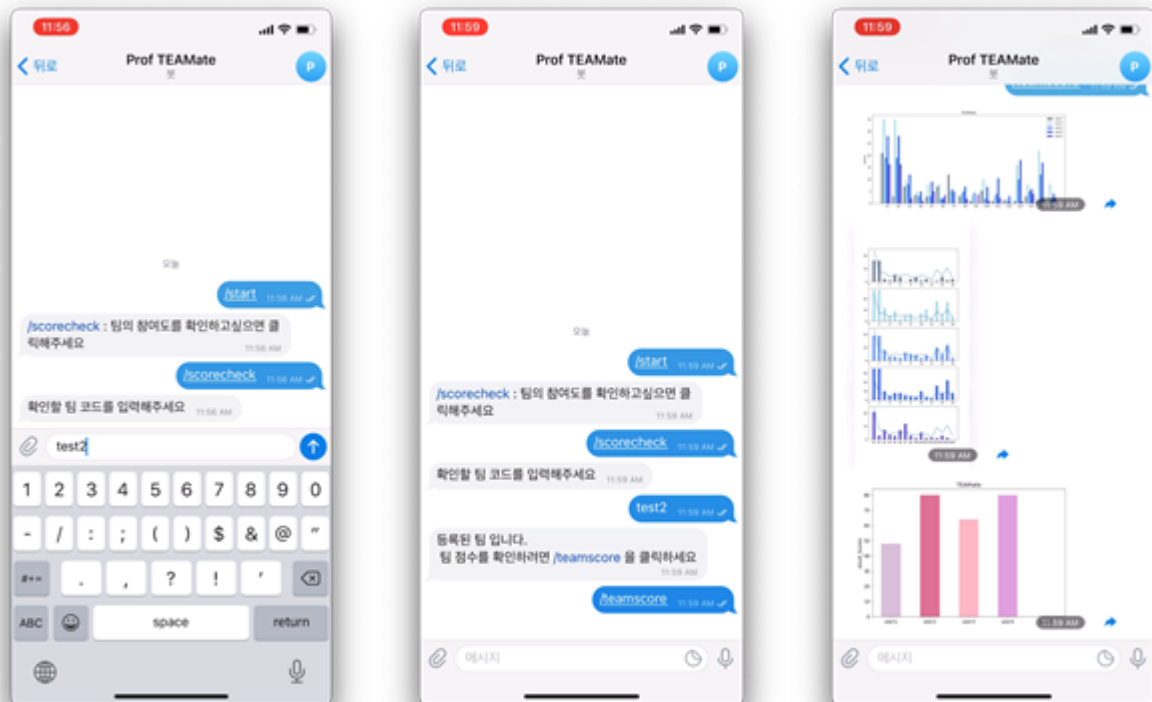 11:56
뒤로
Prof TEAMate
봇
오늘
/start 11:56 AM
/scorecheck : 팀의 참여도를 확인하고싶으면 클
릭해주세요
11:56 AM
/scorecheck 11:56 AM
확인할 팀 코드를 입력해주세요 11:56 AM
test2
1 2 3 4 5 6 7 8 9 0
- / : ; ( ) $ & @ "
#+= . , ? ! '
ABC space return
11:59
뒤로
Prof TEAMate
봇
오늘
/start 11:59 AM
/scorecheck : 팀의 참여도를 확인하고싶으면 클
릭해주세요
11:59 AM
/scorecheck 11:59 AM
확인할 팀 코드를 입력해주세요 11:59 AM
test2 11:59 AM
등록된 팀 입니다.
팀 점수를 확인하려면 /teamscore 을 클릭하세요
11:59 AM
/teamscore 11:59 AM
메시지
11:59
뒤로
Prof TEAMate
봇
11:59 AM
11:59 AM
TEAMate
80
70
60
50
40
30
20
10
0
11:59 AM
메시지